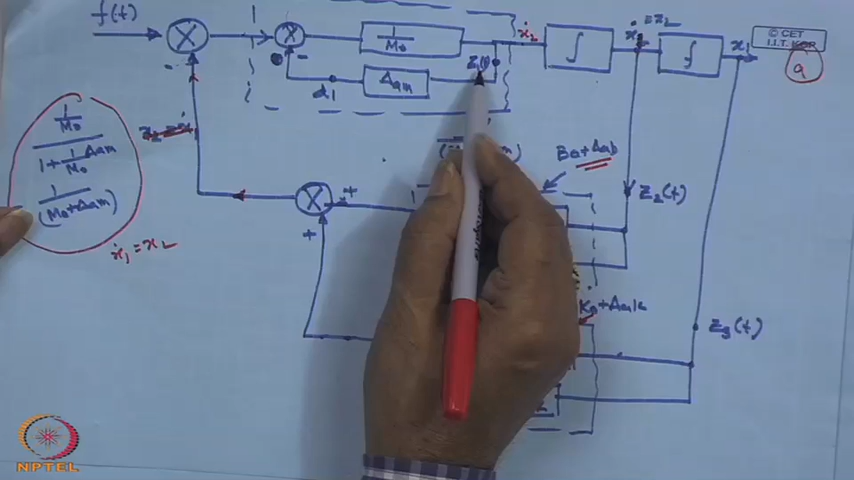 f(t)
1/M₀
ẋ₂
∫
ẋ₁ = x₂
∫
x₁
© CET
I.I.T. KGP
9
Z₁(t)
Δam
d₁
1/M₀
1 + 1/M₀ Δam
1
(M₀ + Δam)
ẋ₁ = x₂
B₀ + Δab
Z₂(t)
K₀ + Δak
Z₃(t)
NPTEL